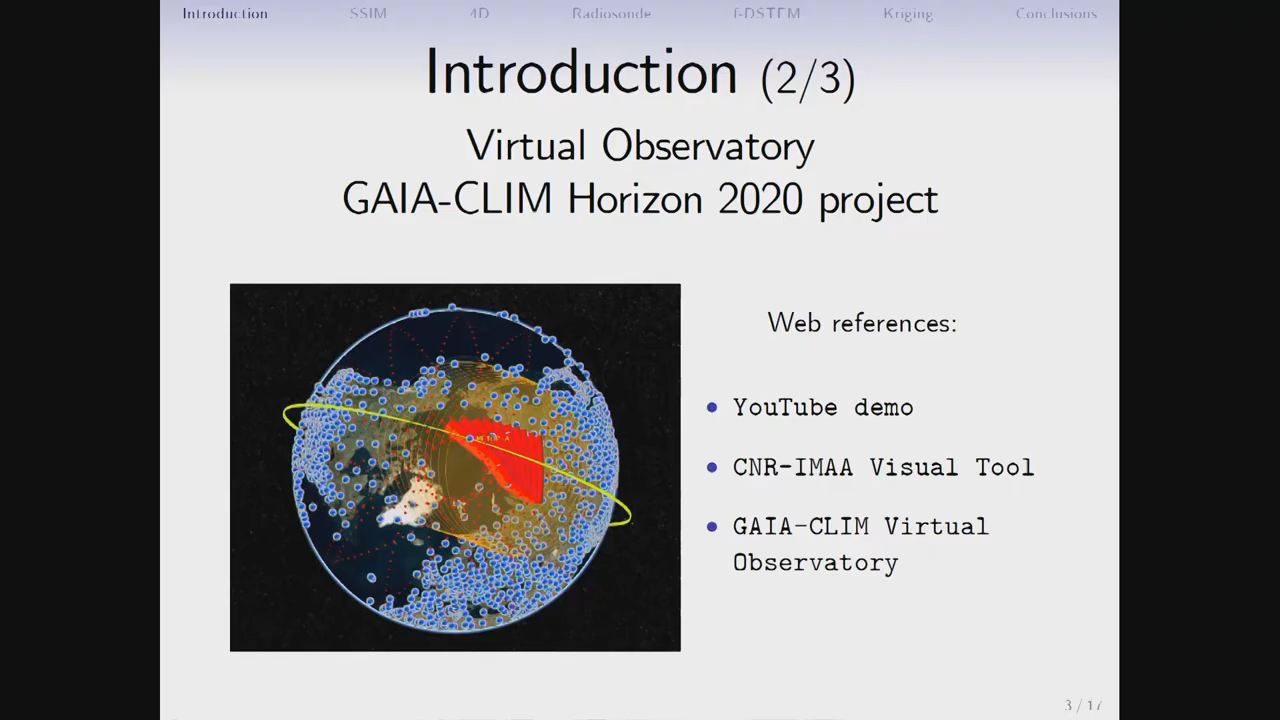 Introduction SSIM 4D Radiosonde f-DSTEM Kriging Conclusions
Introduction (2/3)
Virtual Observatory
GAIA-CLIM Horizon 2020 project
Web references:
• YouTube demo
• CNR-IMAA Visual Tool
• GAIA-CLIM Virtual
Observatory
3 / 17